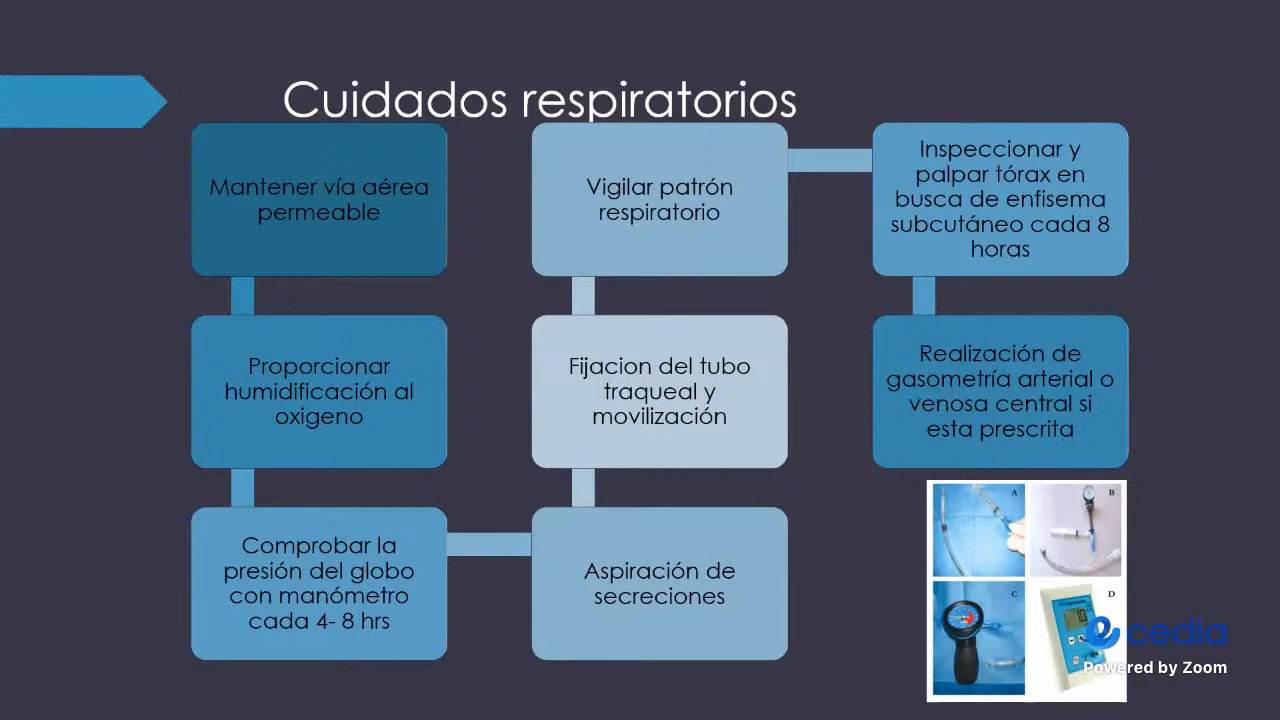 Cuidados respiratorios
Mantener vía aérea
permeable
Proporcionar
humidificación al
oxigeno
Comprobar la
presión del globo
con manómetro
cada 4- 8 hrs
Aspiración de
secreciones
Fijacion del tubo
traqueal y
movilización
Vigilar patrón
respiratorio
Inspeccionar y
palpar tórax en
busca de enfisema
subcutáneo cada 8
horas
Realización de
gasometría arterial o
venosa central si
esta prescrita
A
B
C
D
cedia
Powered by Zoom